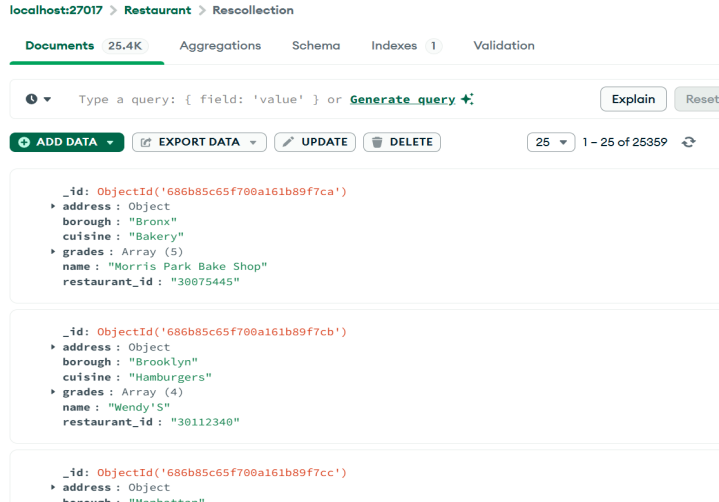 localhost:27017 > Restaurant > Rescollection
Documents 25.4K Aggregations Schema Indexes 1 Validation
Type a query: { field: 'value' } or Generate query
Explain Reset
ADD DATA EXPORT DATA UPDATE DELETE 25 1 – 25 of 25359
_id: ObjectId('686b85c65f700a161b89f7ca')
address : Object
borough : "Bronx"
cuisine : "Bakery"
grades : Array (5)
name : "Morris Park Bake Shop"
restaurant_id : "30075445"
_id: ObjectId('686b85c65f700a161b89f7cb')
address : Object
borough : "Brooklyn"
cuisine : "Hamburgers"
grades : Array (4)
name : "Wendy'S"
restaurant_id : "30112340"
_id: ObjectId('686b85c65f700a161b89f7cc')
address : Object
borough : "Manhattan"